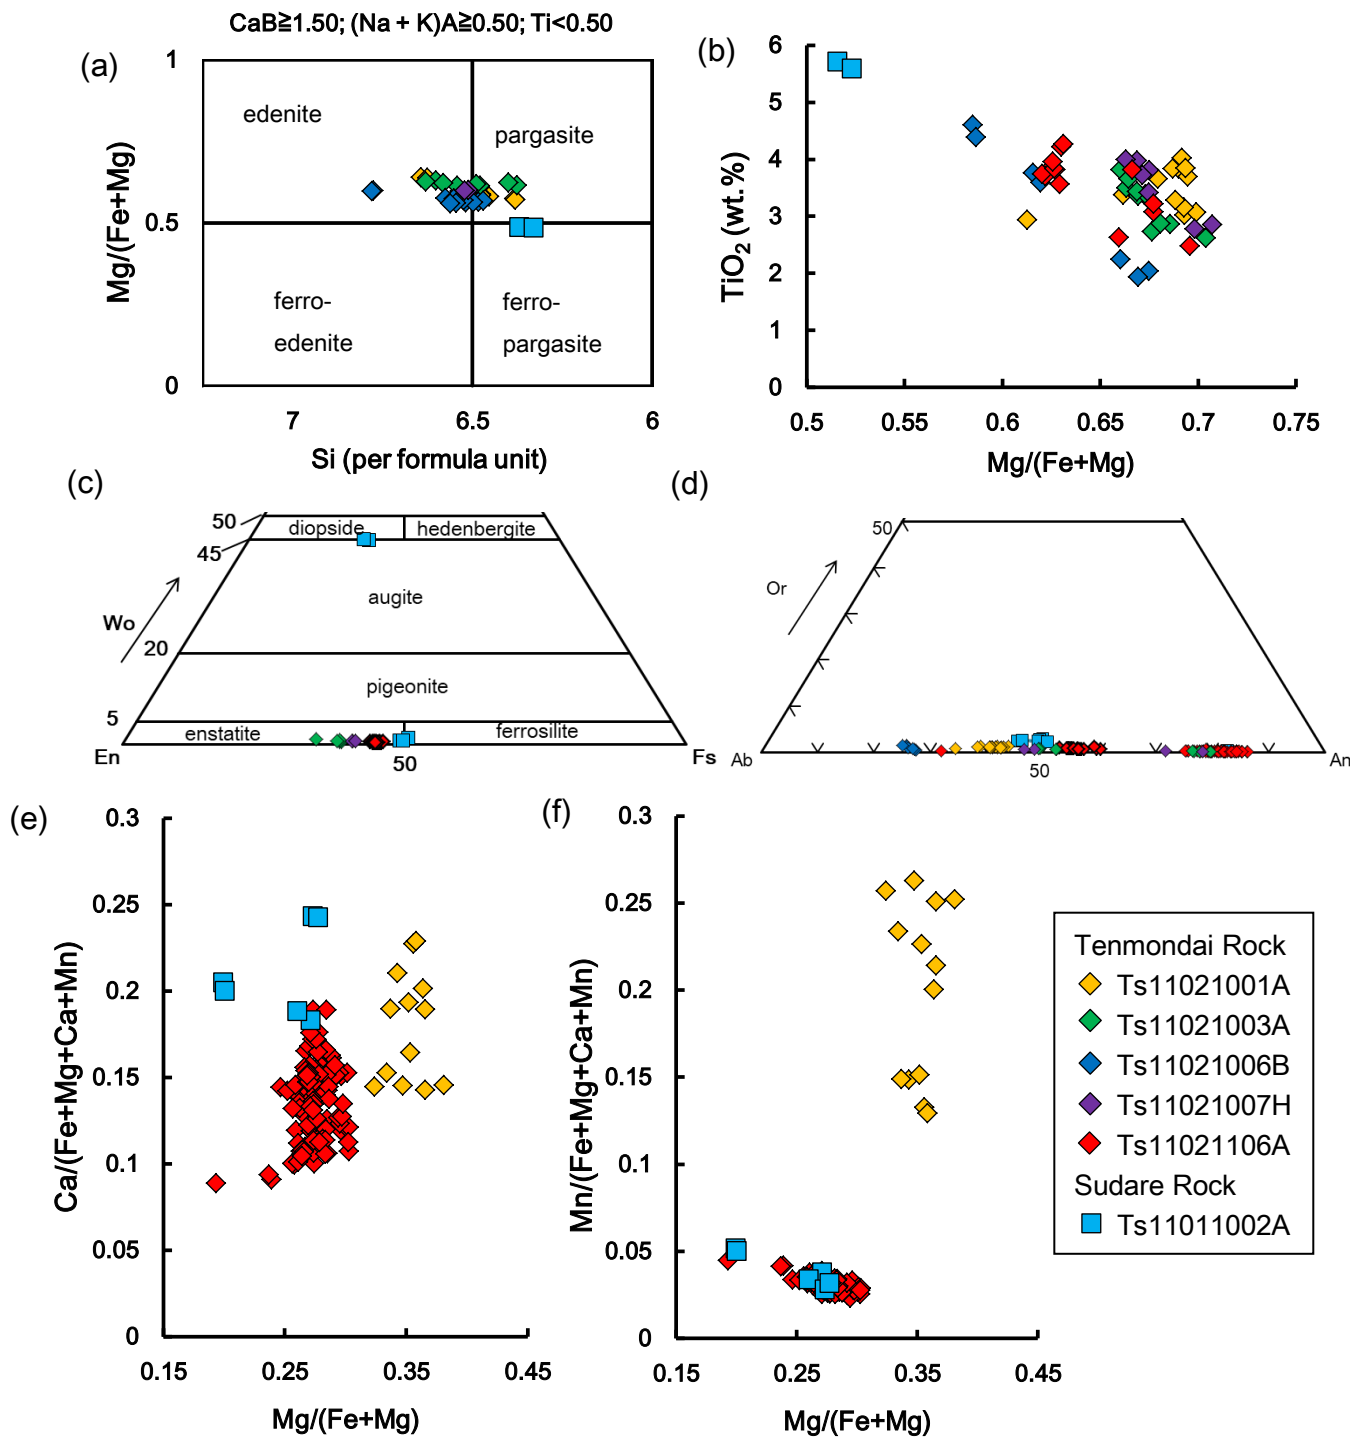 CaB≧1.50; (Na + K)A≧0.50; Ti<0.50
(a)
1
0.5
0
Mg/(Fe+Mg)
edenite
pargasite
ferro-
edenite
ferro-
pargasite
7
6.5
6
Si (per formula unit)
(b)
6
5
4
3
2
1
0
TiO2 (wt.%)
0.5
0.55
0.6
0.65
0.7
0.75
Mg/(Fe+Mg)
(c)
50
45
20
5
Wo
diopside
hedenbergite
augite
pigeonite
enstatite
ferrosilite
En
50
Fs
(d)
50
Or
Ab
50
An
(e)
0.3
0.25
0.2
0.15
0.1
0.05
0
Ca/(Fe+Mg+Ca+Mn)
0.15
0.25
0.35
0.45
Mg/(Fe+Mg)
(f)
0.3
0.25
0.2
0.15
0.1
0.05
0
Mn/(Fe+Mg+Ca+Mn)
0.15
0.25
0.35
0.45
Mg/(Fe+Mg)
Tenmondai Rock
Ts11021001A
Ts11021003A
Ts11021006B
Ts11021007H
Ts11021106A
Sudare Rock
Ts11011002A